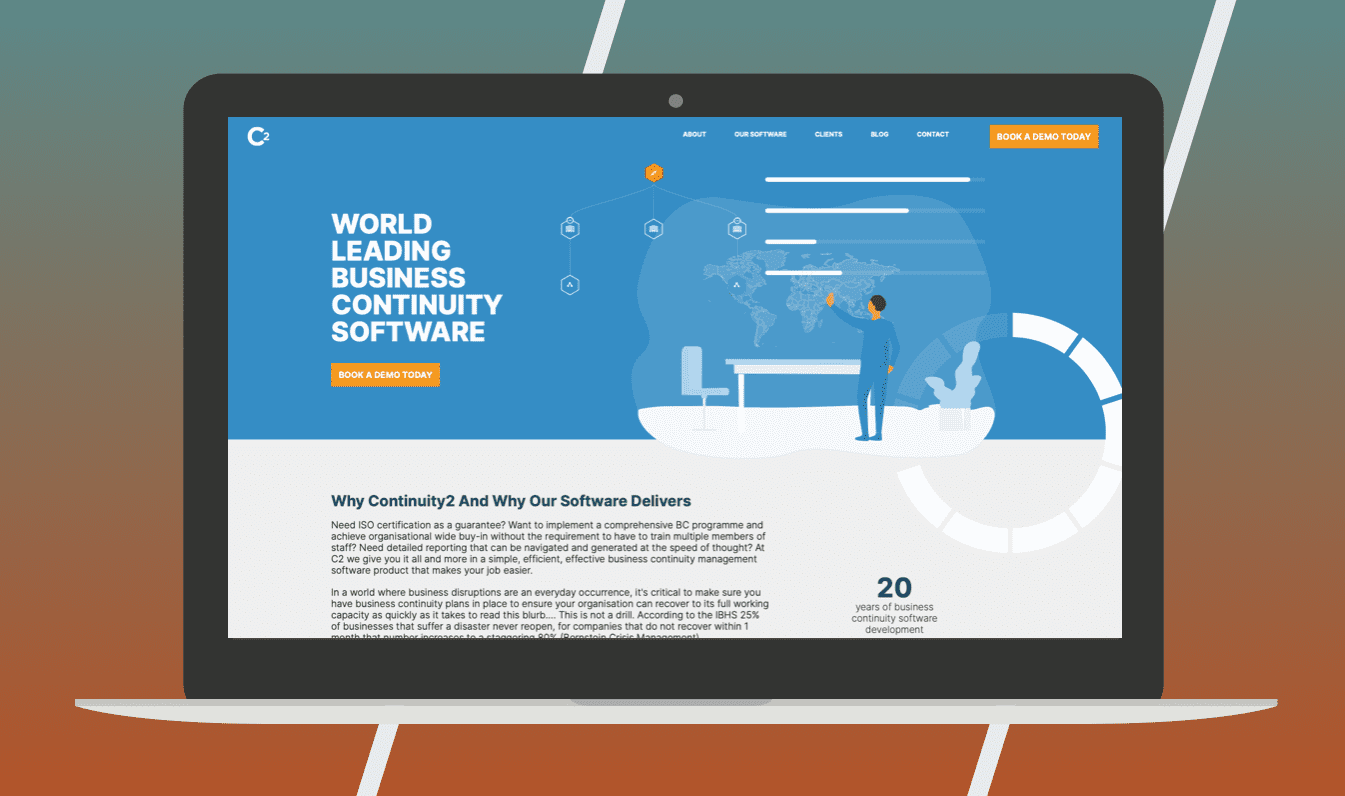 C2
ABOUT
OUR SOFTWARE
CLIENTS
BLOG
CONTACT
BOOK A DEMO TODAY
WORLD
LEADING
BUSINESS
CONTINUITY
SOFTWARE
BOOK A DEMO TODAY
Why Continuity2 And Why Our Software Delivers
Need ISO certification as a guarantee? Want to implement a comprehensive BC programme and
achieve organisational wide buy-in without the requirement to have to train multiple members of
staff? Need detailed reporting that can be navigated and generated at the speed of thought? At
C2 we give you it all and more in a simple, efficient, effective business continuity management
software product that makes your job easier.
In a world where business disruptions are an everyday occurrence, it's critical to make sure you
have business continuity plans in place to ensure your organisation can recover to its full working
capacity as quickly as it takes to read this blurb.... This is not a drill. According to the IBHS 25%
of businesses that suffer a disaster never reopen, for companies that do not recover within 1
month that number increases to a staggering 80% (Bernstein Crisis Management)
20
years of business
continuity software
development